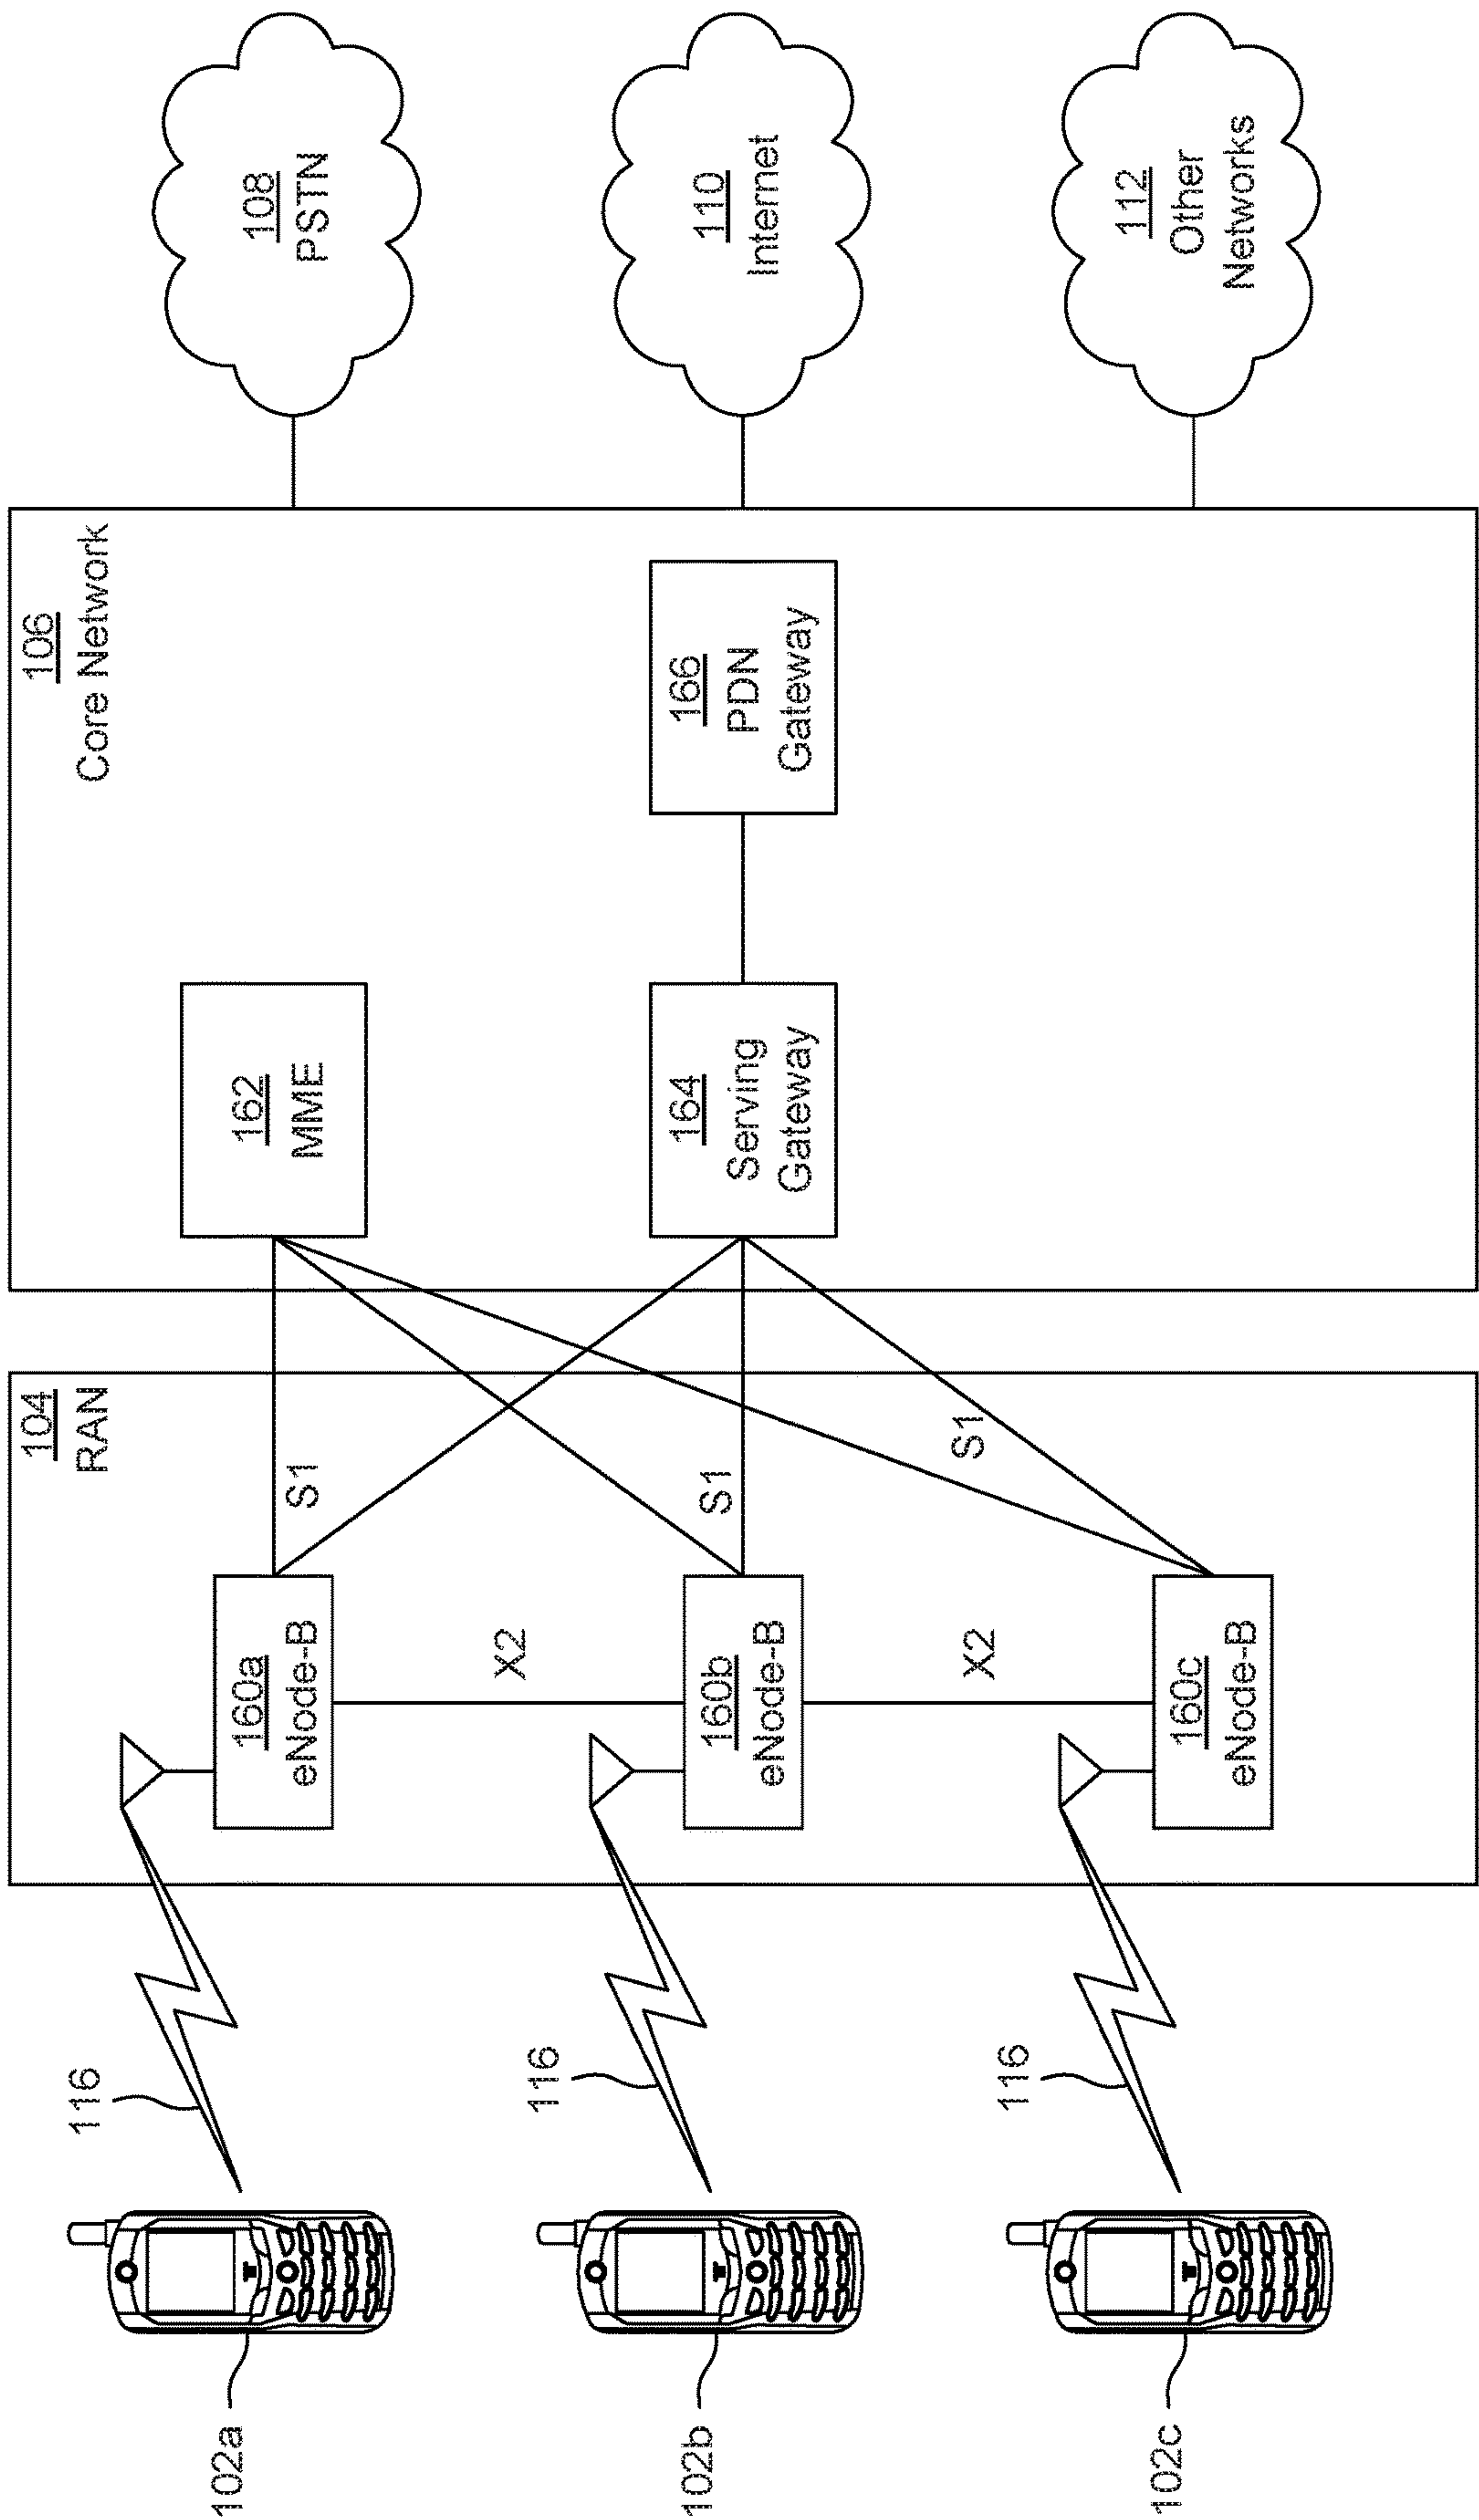 102a
102b
102c
116
116
116
104
RAN
160a
eNode-B
160b
eNode-B
160c
eNode-B
X2
X2
S1
S1
S1
106
Core Network
162
MME
164
Serving
Gateway
166
PDN
Gateway
108
PSTN
110
Internet
112
Other
Networks